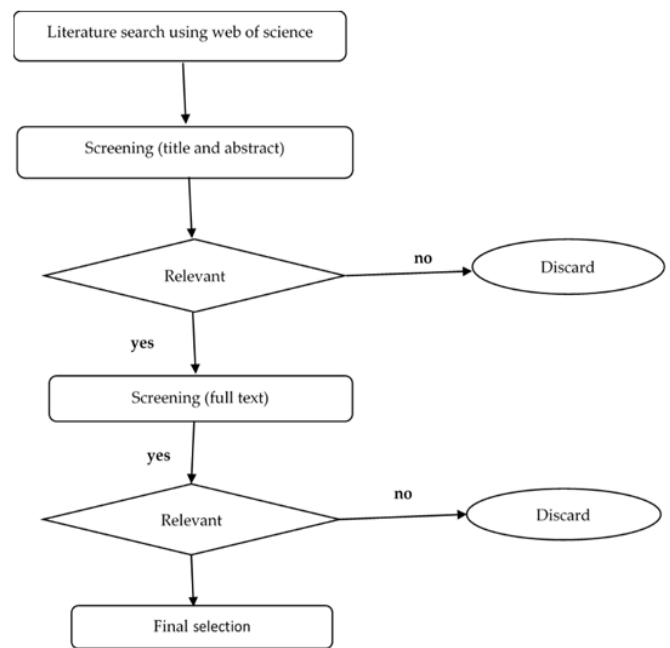 Literature search using web of science
Screening (title and abstract)
Relevant
no
Discard
yes
Screening (full text)
yes
Relevant
no
Discard
Final selection